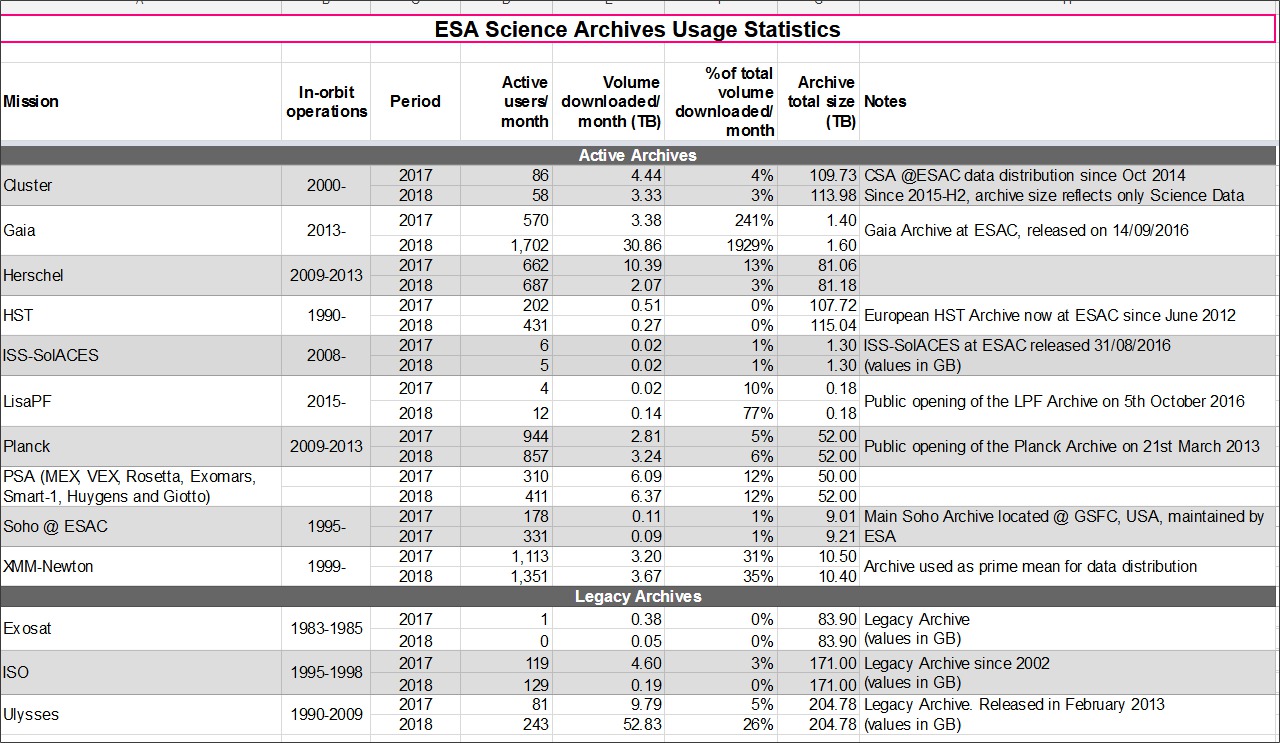 ESA Science Archives Usage Statistics
Mission In-orbit operations Period Active users/ month Volume downloaded/ month (TB) % of total volume downloaded/ month Archive total size (TB) Notes
Active Archives
Cluster 2000- 2017 86 4.44 4% 109.73 CSA @ESAC data distribution since Oct 2014
2018 58 3.33 3% 113.98 Since 2015-H2, archive size reflects only Science Data
Gaia 2013- 2017 570 3.38 241% 1.40 Gaia Archive at ESAC, released on 14/09/2016
2018 1,702 30.86 1929% 1.60
Herschel 2009-2013 2017 662 10.39 13% 81.06
2018 687 2.07 3% 81.18
HST 1990- 2017 202 0.51 0% 107.72 European HST Archive now at ESAC since June 2012
2018 431 0.27 0% 115.04
ISS-SolACES 2008- 2017 6 0.02 1% 1.30 ISS-SolACES at ESAC released 31/08/2016
2018 5 0.02 1% 1.30 (values in GB)
LisaPF 2015- 2017 4 0.02 10% 0.18 Public opening of the LPF Archive on 5th October 2016
2018 12 0.14 77% 0.18
Planck 2009-2013 2017 944 2.81 5% 52.00 Public opening of the Planck Archive on 21st March 2013
2018 857 3.24 6% 52.00
PSA (MEX, VEX, Rosetta, Exomars, 2017 310 6.09 12% 50.00
Smart-1, Huygens and Giotto) 2018 411 6.37 12% 52.00
Soho @ ESAC 1995- 2017 178 0.11 1% 9.01 Main Soho Archive located @ GSFC, USA, maintained by
2018 331 0.09 1% 9.21 ESA
XMM-Newton 1999- 2017 1,113 3.20 31% 10.50 Archive used as prime mean for data distribution
2018 1,351 3.67 35% 10.40
Legacy Archives
Exosat 1983-1985 2017 1 0.38 0% 83.90 Legacy Archive
2018 0 0.05 0% 83.90 (values in GB)
ISO 1995-1998 2017 119 4.60 3% 171.00 Legacy Archive since 2002
2018 129 0.19 0% 171.00 (values in GB)
Ulysses 1990-2009 2017 81 9.79 5% 204.78 Legacy Archive. Released in February 2013
2018 243 52.83 26% 204.78 (values in GB)